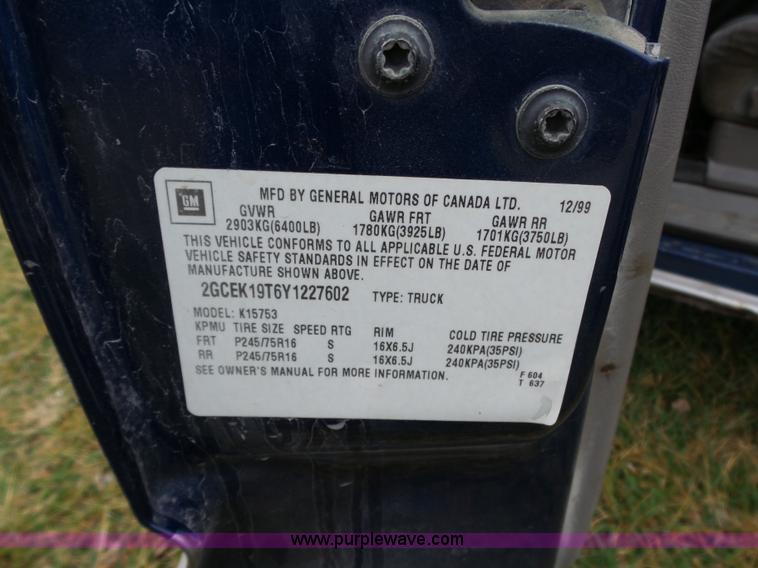 GM
MFD BY GENERAL MOTORS OF CANADA LTD. 12/99
GVWR GAWR FRT GAWR RR
2903KG(6400LB) 1780KG(3925LB) 1701KG(3750LB)
THIS VEHICLE CONFORMS TO ALL APPLICABLE U.S. FEDERAL MOTOR
VEHICLE SAFETY STANDARDS IN EFFECT ON THE DATE OF
MANUFACTURE SHOWN ABOVE.
2GCEK19T6Y1227602 TYPE: TRUCK
MODEL: K15753
KPMU TIRE SIZE SPEED RTG RIM COLD TIRE PRESSURE
FRT P245/75R16 S 16X6.5J 240KPA(35PSI)
RR P245/75R16 S 16X6.5J 240KPA(35PSI)
SEE OWNER'S MANUAL FOR MORE INFORMATION. F 604
T 637
www.purplewave.com